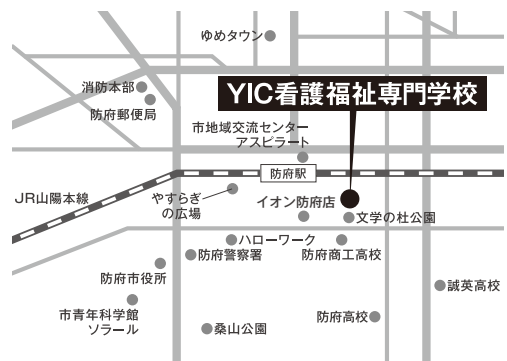 ゆめタウン
消防本部
防府郵便局
YIC看護福祉専門学校
市地域交流センター
アスピラート
防府駅
JR山陽本線
やすらぎ
の広場
イオン防府店
文学の杜公園
ハローワーク
防府警察署
防府商工高校
防府市役所
誠英高校
市青年科学館
ソラール
桑山公園
防府高校